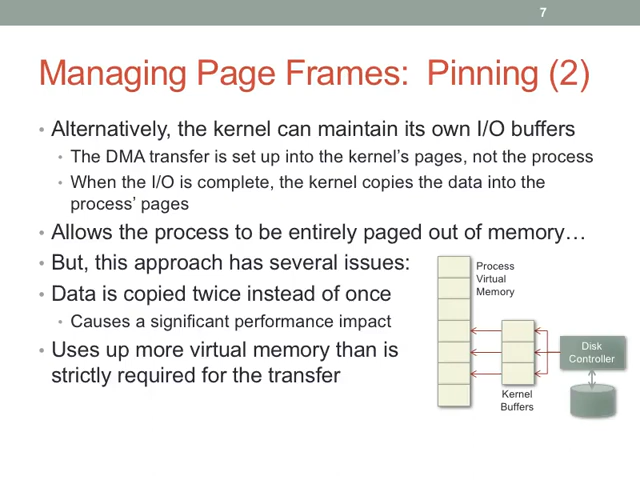 7
Managing Page Frames: Pinning (2)
• Alternatively, the kernel can maintain its own I/O buffers
• The DMA transfer is set up into the kernel's pages, not the process
• When the I/O is complete, the kernel copies the data into the
process' pages
• Allows the process to be entirely paged out of memory…
• But, this approach has several issues:
• Data is copied twice instead of once
• Causes a significant performance impact
• Uses up more virtual memory than is
strictly required for the transfer
Process
Virtual
Memory
Kernel
Buffers
Disk
Controller